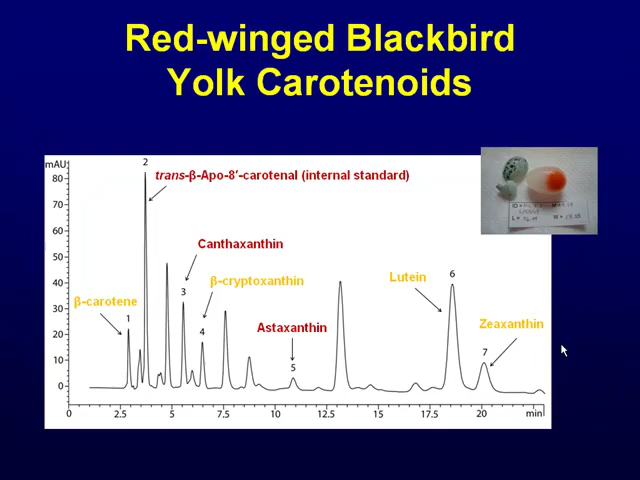 Red-winged Blackbird
Yolk Carotenoids
mAU
80
70
60
50
40
30
20
10
0
2
trans-β-Apo-8′-carotenal (internal standard)
Canthaxanthin
3
β-cryptoxanthin
4
β-carotene
1
Astaxanthin
5
Lutein
6
Zeaxanthin
7
0
2.5
5
7.5
10
12.5
15
17.5
20
min